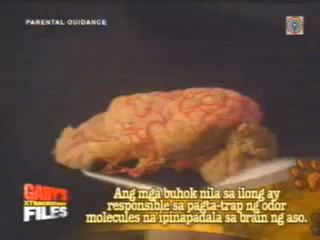 PARENTAL GUIDANCE
GABY'S
XTRAORDINARY
FILES
Ang mga buhok nila sa ilong ay
responsible sa pagta-trap ng odor
molecules na ipinapadala sa brain ng aso.